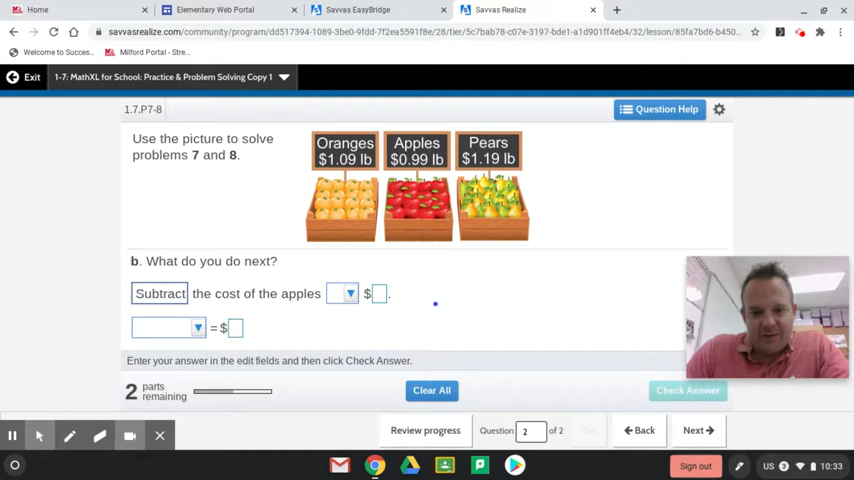 Home
Elementary Web Portal
Savvas EasyBridge
Savvas Realize
savvasrealize.com/community/program/dd517394-1089-3be0-9fdd-7f2ea5591f8e/28/tier/5c7bab78-c07e-3197-bde1-a1d901ff4eb4/32/lesson/85fa7bd6-b450...
Welcome to Succes...
Milford Portal - Stre...
Exit
1-7: MathXL for School: Practice & Problem Solving Copy 1
1.7.P7-8
Question Help
Use the picture to solve
problems 7 and 8.
Oranges
$1.09 lb
Apples
$0.99 lb
Pears
$1.19 lb
b. What do you do next?
Subtract the cost of the apples $ .
= $
Enter your answer in the edit fields and then click Check Answer.
2 parts remaining
Clear All
Check Answer
Review progress
Question 2 of 2
Go
Back
Next
Sign out
US
3
10:33